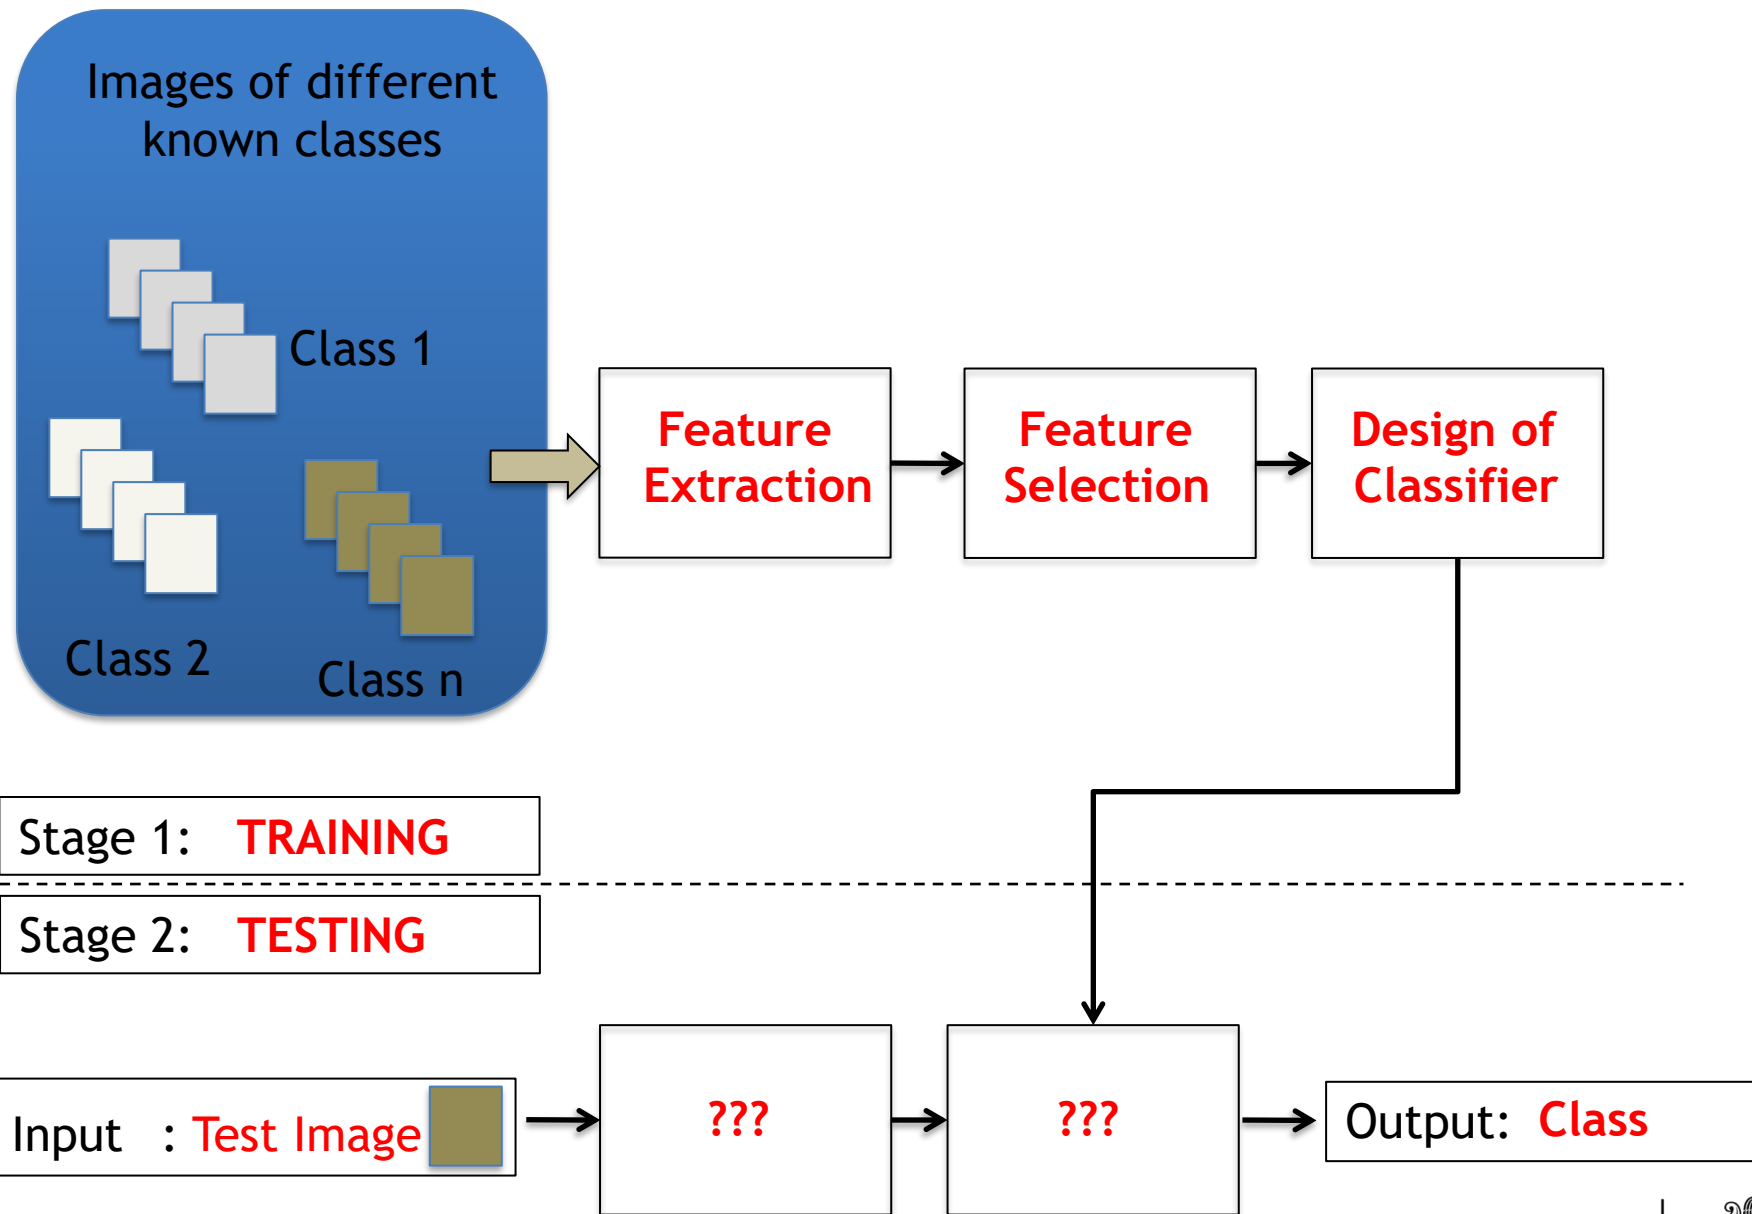 Images of different
known classes
Class 1
Class 2
Class n
Feature
Extraction
Feature
Selection
Design of
Classifier
Stage 1: TRAINING
Stage 2: TESTING
Input : Test Image
???
???
Output: Class